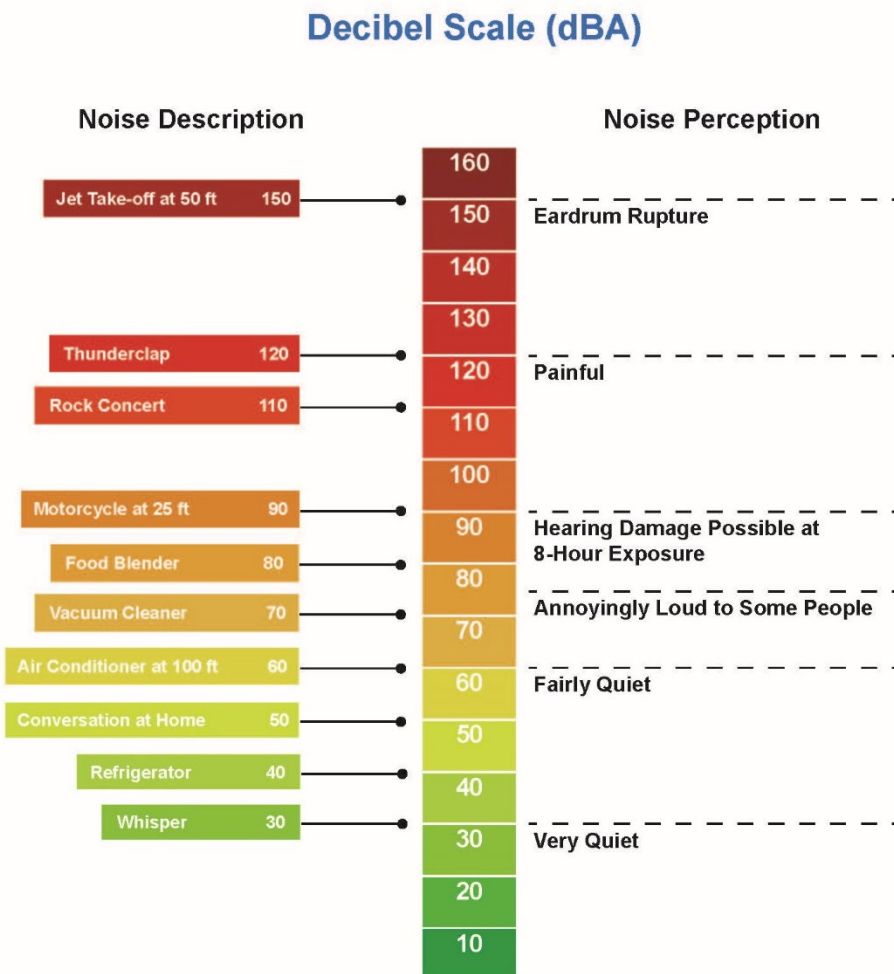 Decibel Scale (dBA)
Noise Description
Noise Perception
160
Jet Take-off at 50 ft 150
150
Eardrum Rupture
140
130
Thunderclap 120
120
Painful
Rock Concert 110
110
100
Motorcycle at 25 ft 90
90
Hearing Damage Possible at
8-Hour Exposure
Food Blender 80
80
Annoyingly Loud to Some People
Vacuum Cleaner 70
70
Air Conditioner at 100 ft 60
60
Fairly Quiet
Conversation at Home 50
50
Refrigerator 40
40
Whisper 30
30
Very Quiet
20
10